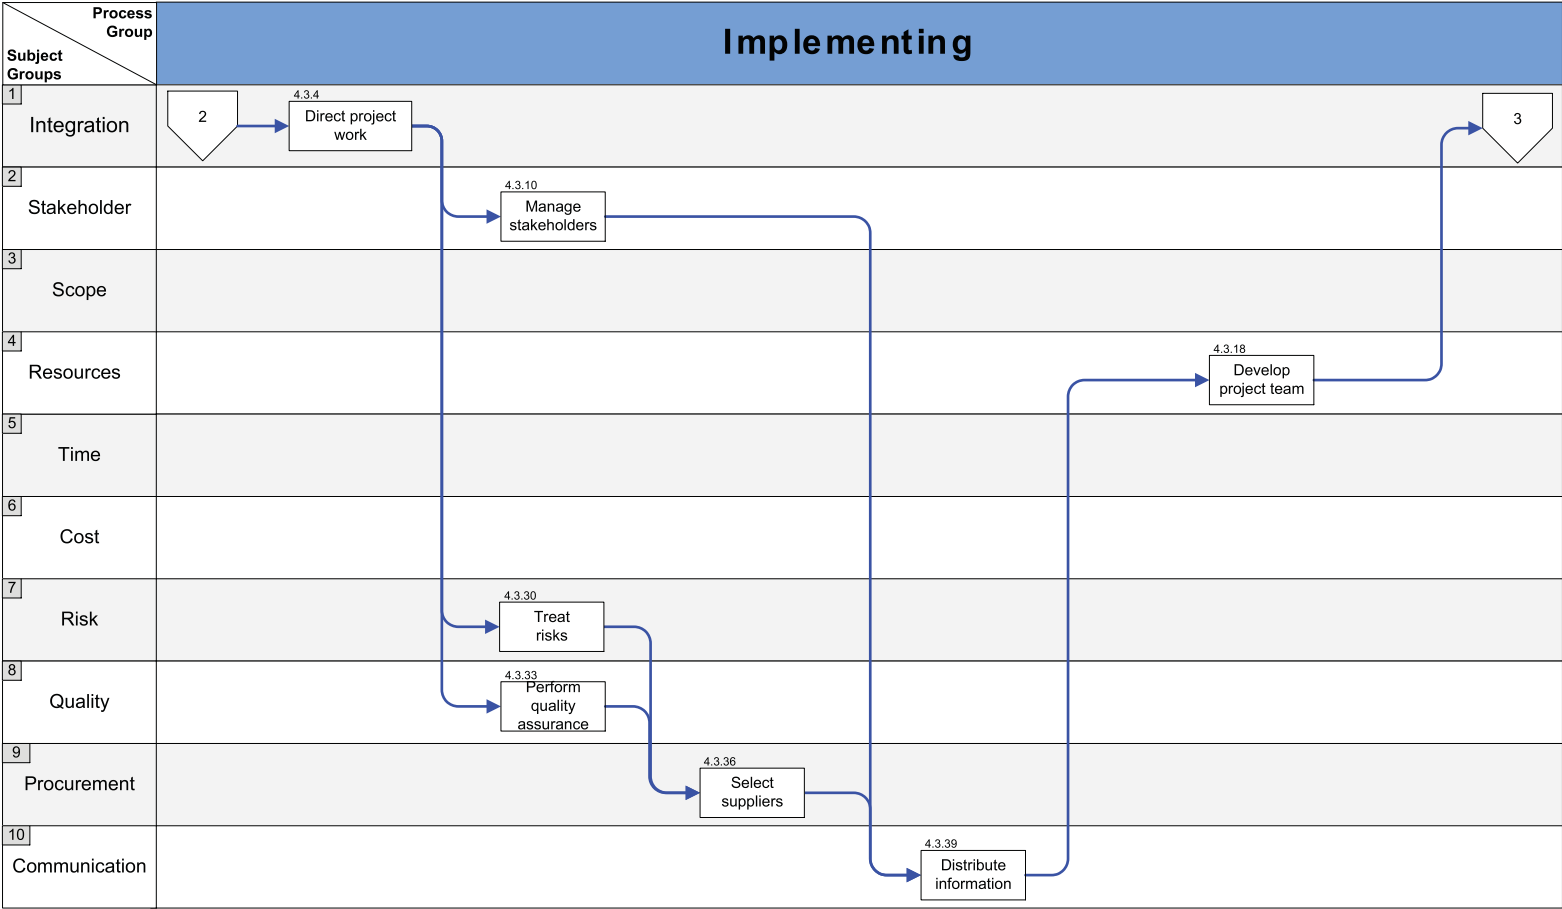 Process
Group
Subject
Groups
Implementing
1
Integration
2
4.3.4
Direct project
work
3
2
Stakeholder
4.3.10
Manage
stakeholders
3
Scope
4
Resources
4.3.18
Develop
project team
5
Time
6
Cost
7
Risk
4.3.30
Treat
risks
8
Quality
4.3.33
Perform
quality
assurance
9
Procurement
4.3.36
Select
suppliers
10
Communication
4.3.39
Distribute
information